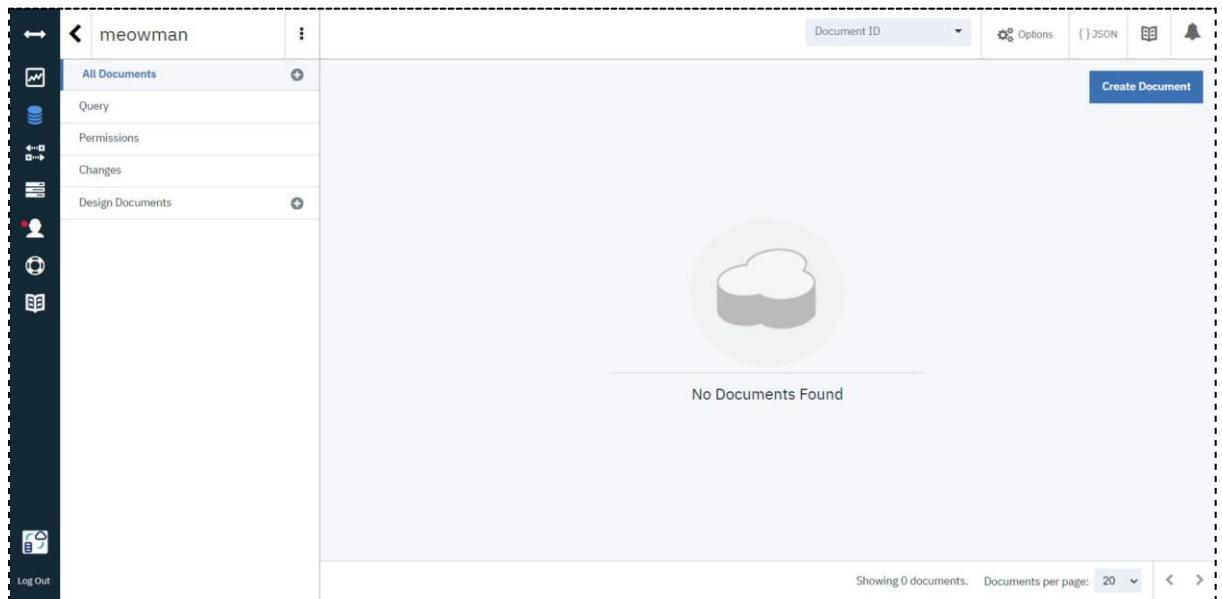 meowman
Document ID
Options
{ } JSON
All Documents
Create Document
Query
Permissions
Changes
Design Documents
No Documents Found
Log Out
Showing 0 documents.
Documents per page: 20